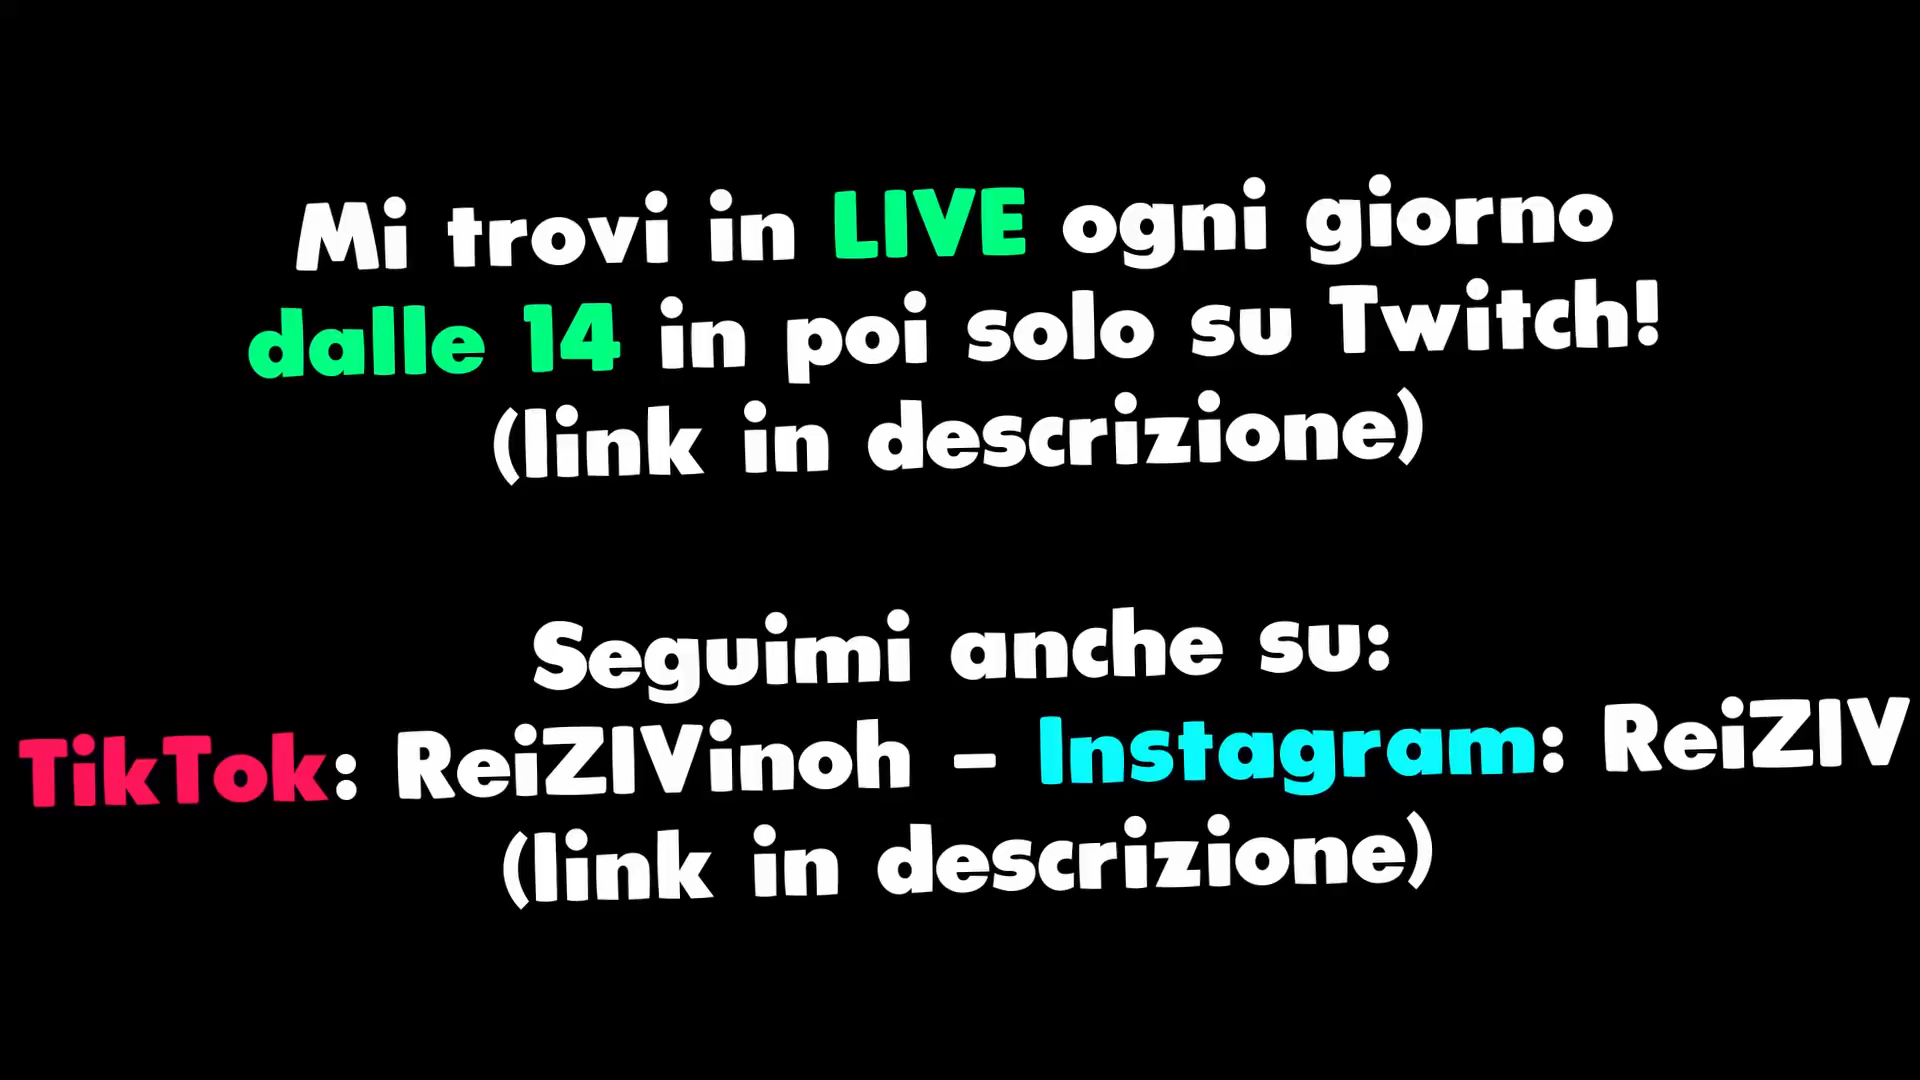 Mi trovi in LIVE ogni giorno
dalle 14 in poi solo su Twitch!
(link in descrizione)
Seguimi anche su:
TikTok: ReiZIVinoh - Instagram: ReiZIV
(link in descrizione)